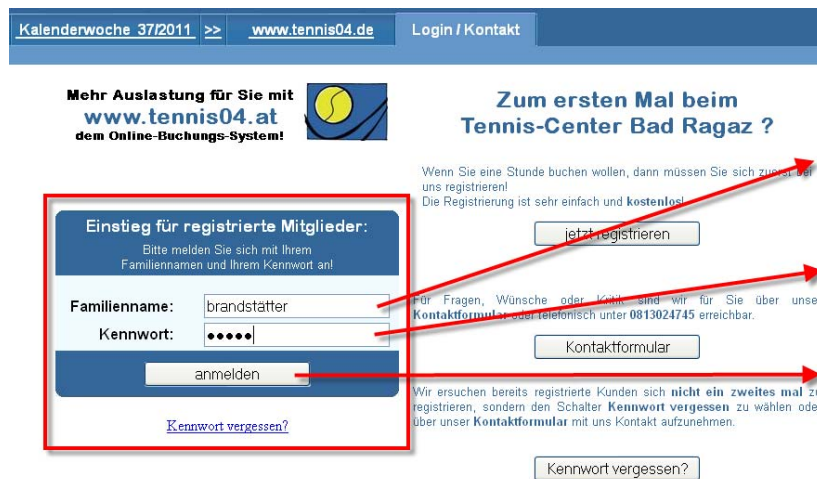 Kalenderwoche 37/2011 >> www.tennis04.de Login / Kontakt
Mehr Auslastung für Sie mit
www.tennis04.at
dem Online-Buchungs-System!
Einstieg für registrierte Mitglieder:
Bitte melden Sie sich mit Ihrem
Familiennamen und Ihrem Kennwort an!
Familienname: brandstätter
Kennwort: •••••
anmelden
Kennwort vergessen?
Zum ersten Mal beim
Tennis-Center Bad Ragaz ?
Wenn Sie eine Stunde buchen wollen, dann müssen Sie sich zuerst bei
uns registrieren!
Die Registrierung ist sehr einfach und kostenlos!
jetzt registrieren
Für Fragen, Wünsche oder Kritik sind wir für Sie über unse
Kontaktformular oder telefonisch unter 0813024745 erreichbar.
Kontaktformular
Wir ersuchen bereits registrierte Kunden sich nicht ein zweites mal zu
registrieren, sondern den Schalter Kennwort vergessen zu wählen ode
über unser Kontaktformular mit uns Kontakt aufzunehmen.
Kennwort vergessen?